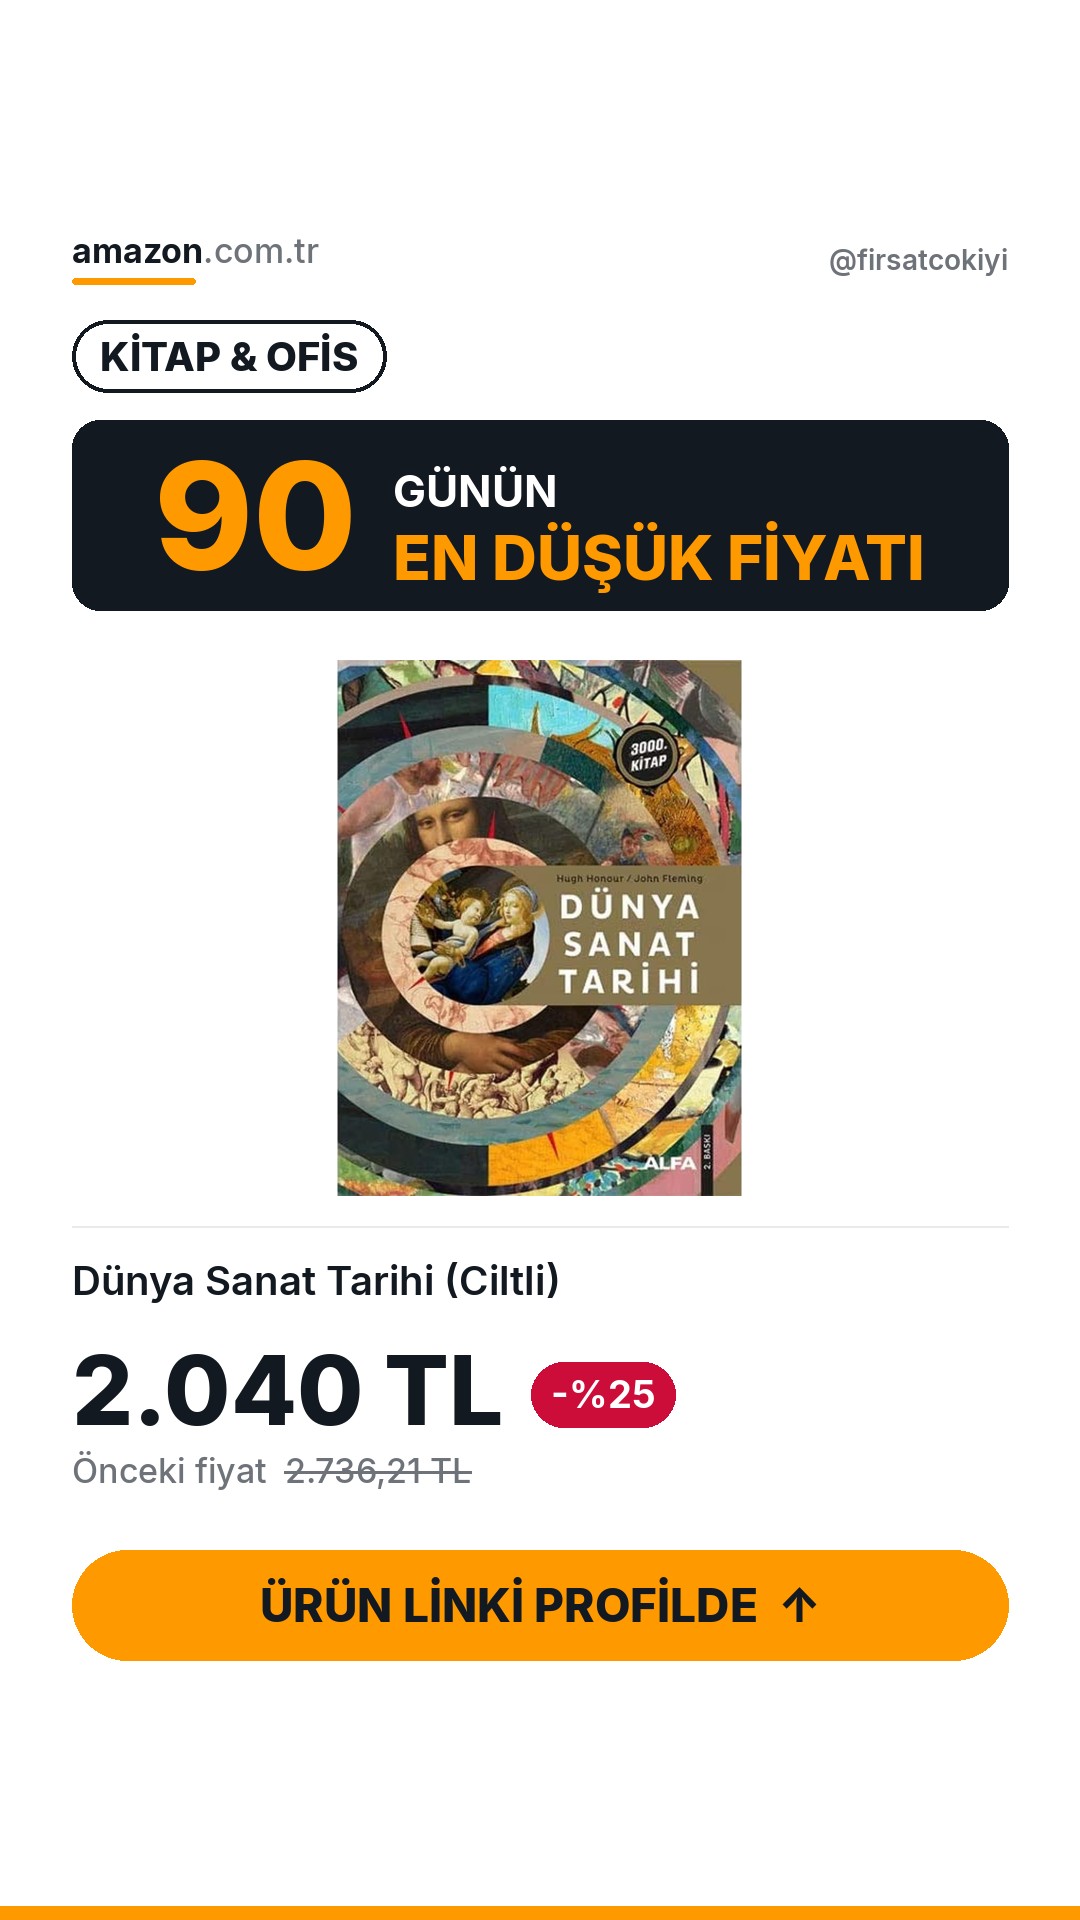 amazon.com.tr
@firsatcokiyi
KİTAP & OFİS
90 GÜNÜN
EN DÜŞÜK FİYATI
3000.
KİTAP
Hugh Honour / John Fleming
DÜNYA
SANAT
TARİHİ
ALFA
2. BASKI
Dünya Sanat Tarihi (Ciltli)
2.040 TL -%25
Önceki fiyat 2.736,21 TL
ÜRÜN LİNKİ PROFİLDE ↑